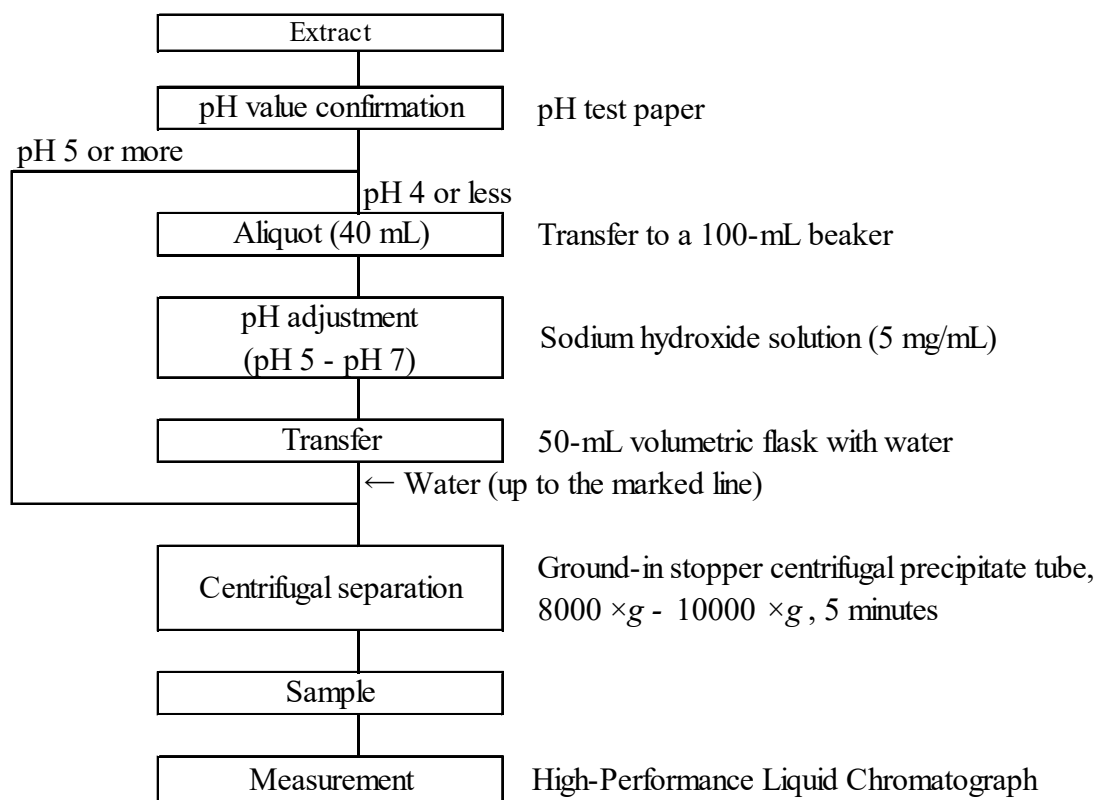 Extract
pH value confirmation
pH test paper
pH 5 or more
pH 4 or less
Aliquot (40 mL)
Transfer to a 100-mL beaker
pH adjustment
(pH 5 - pH 7)
Sodium hydroxide solution (5 mg/mL)
Transfer
50-mL volumetric flask with water
← Water (up to the marked line)
Centrifugal separation
Ground-in stopper centrifugal precipitate tube,
8000 ×g - 10000 ×g , 5 minutes
Sample
Measurement
High-Performance Liquid Chromatograph